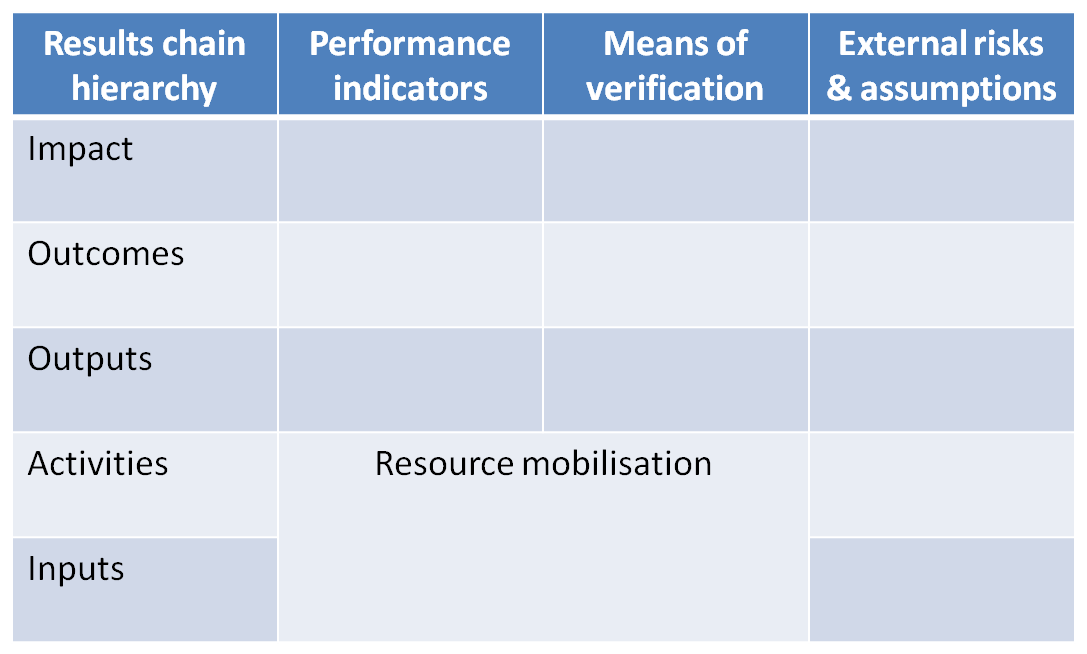 Results chain
hierarchy
Performance
indicators
Means of
verification
External risks
& assumptions
Impact
Outcomes
Outputs
Activities
Resource mobilisation
Inputs